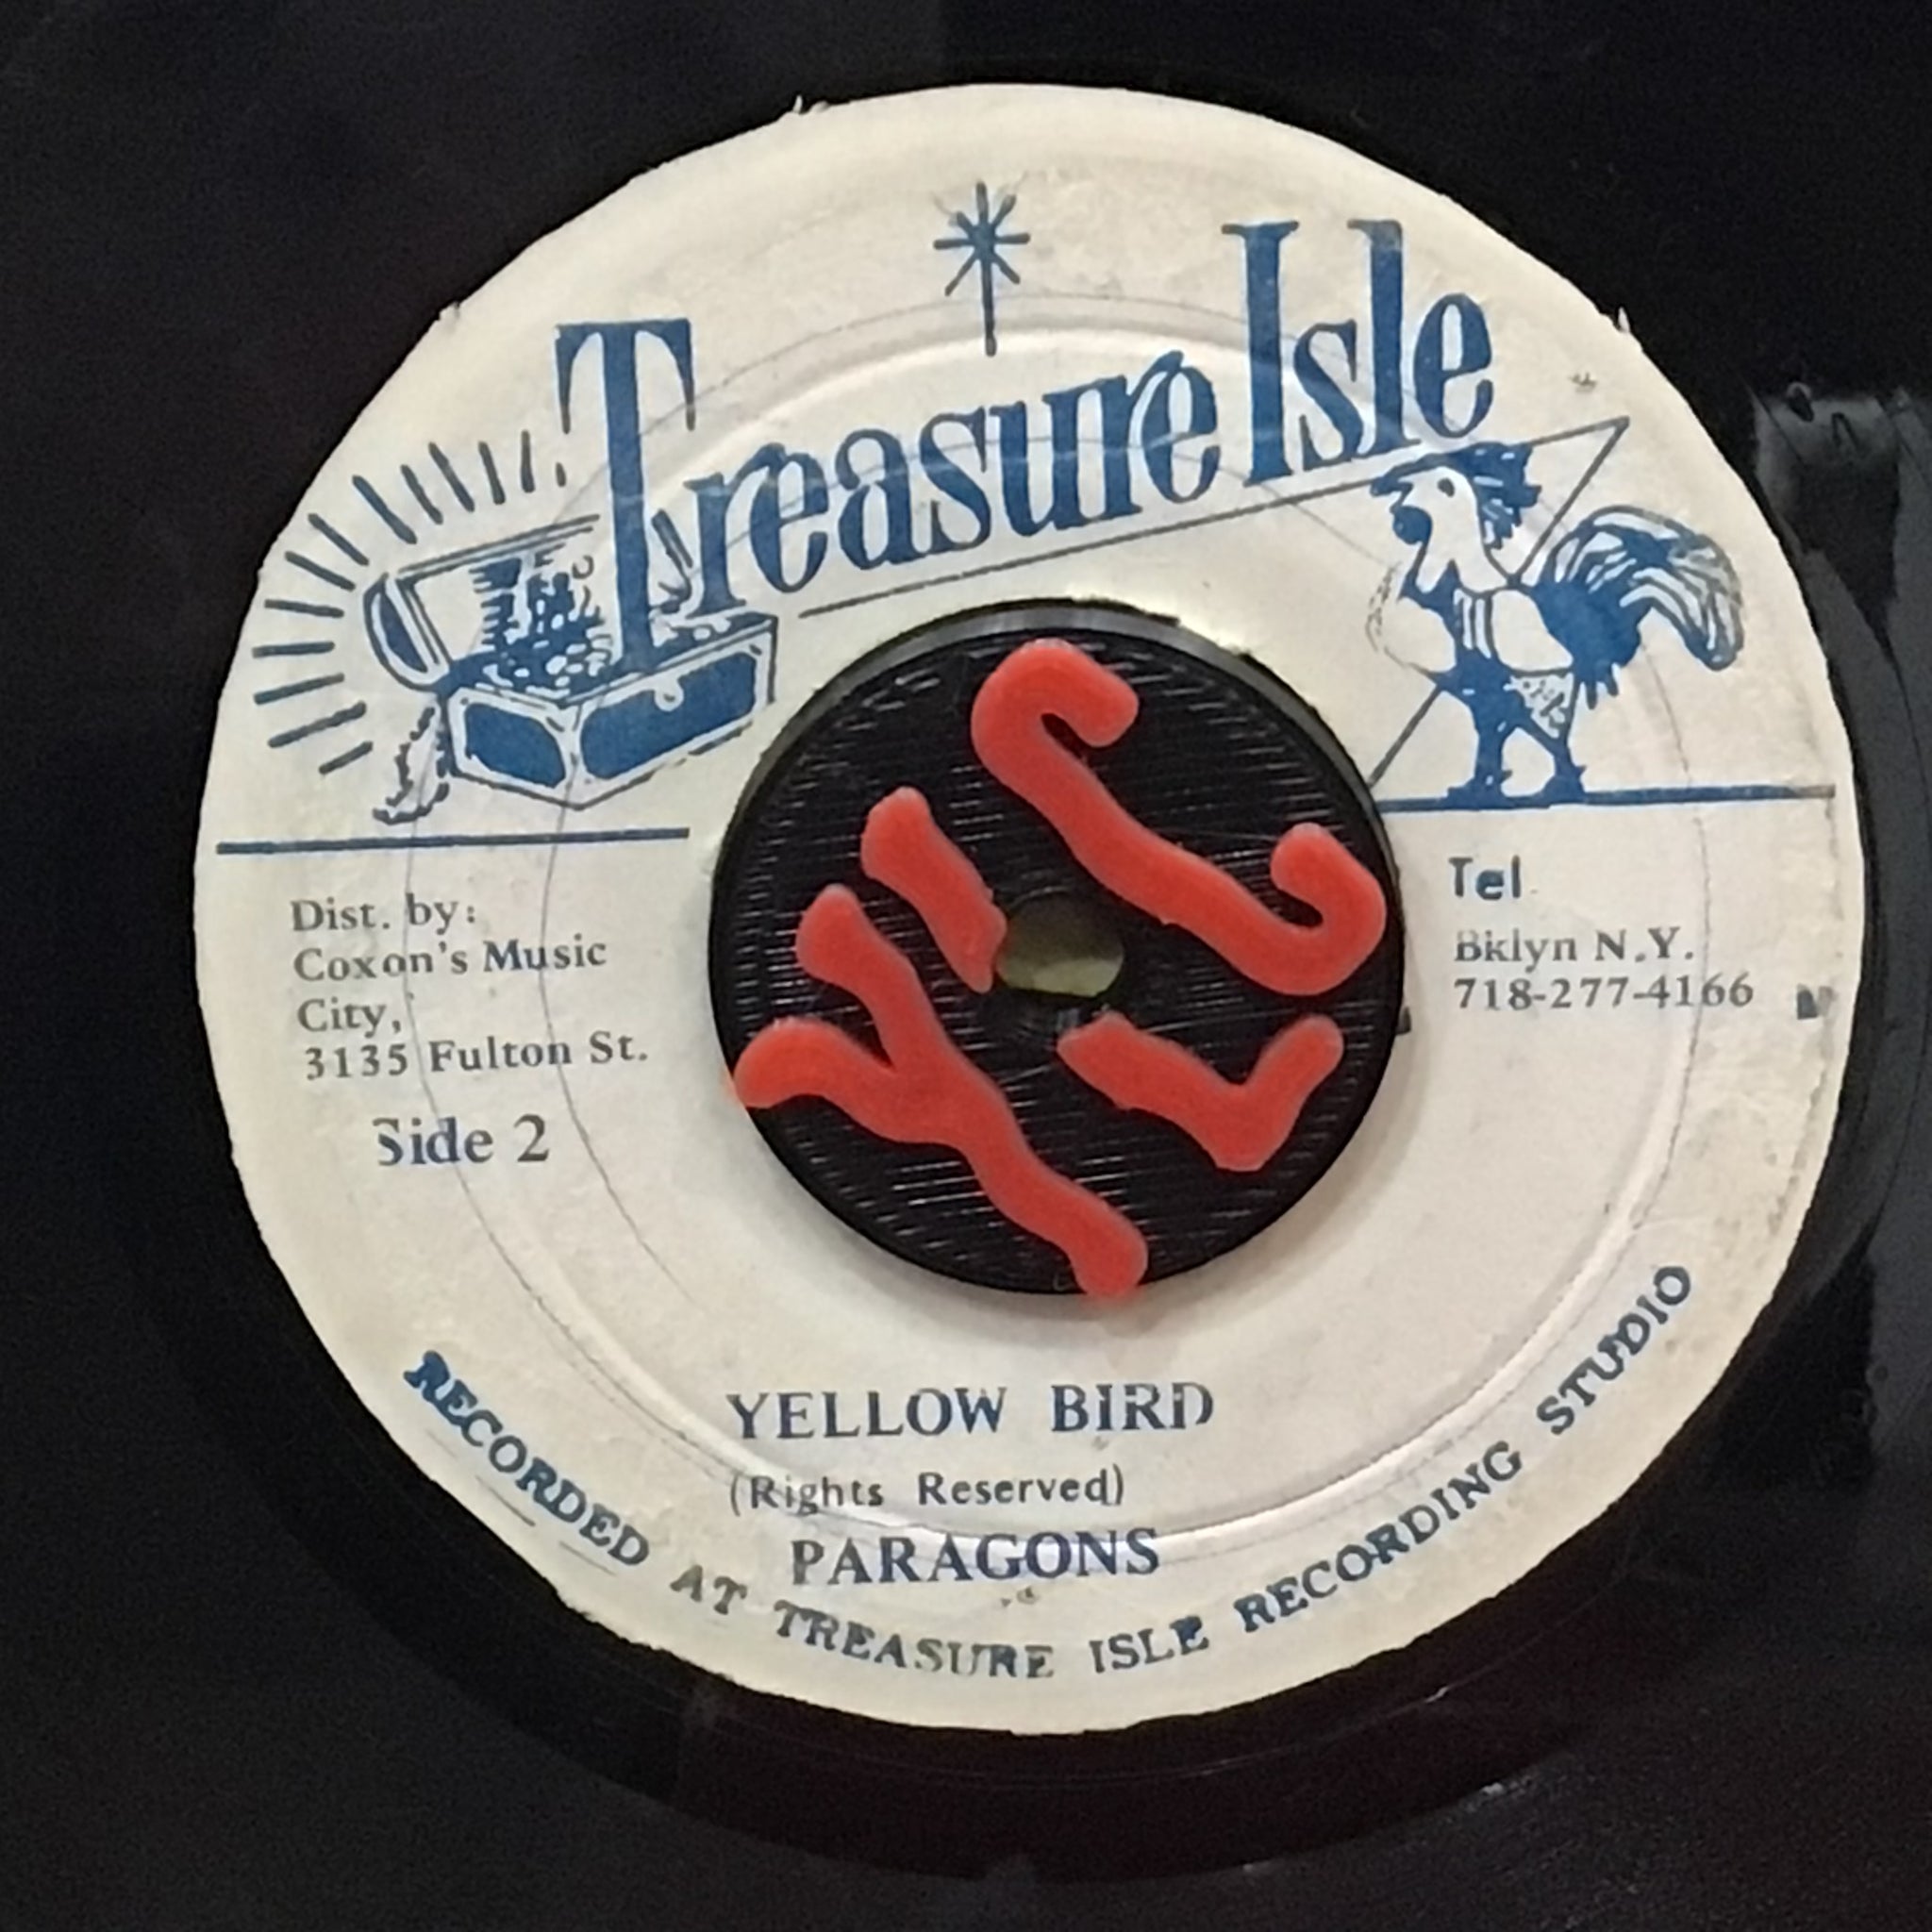 Treasure Isle
Dist. by:
Coxon's Music
City,
3135 Fulton St.
Side 2
Tel
Bklyn N.Y.
718-277-4166
YELLOW BIRD
(Rights Reserved)
PARAGONS
RECORDED AT TREASURE ISLE RECORDING STUDIO